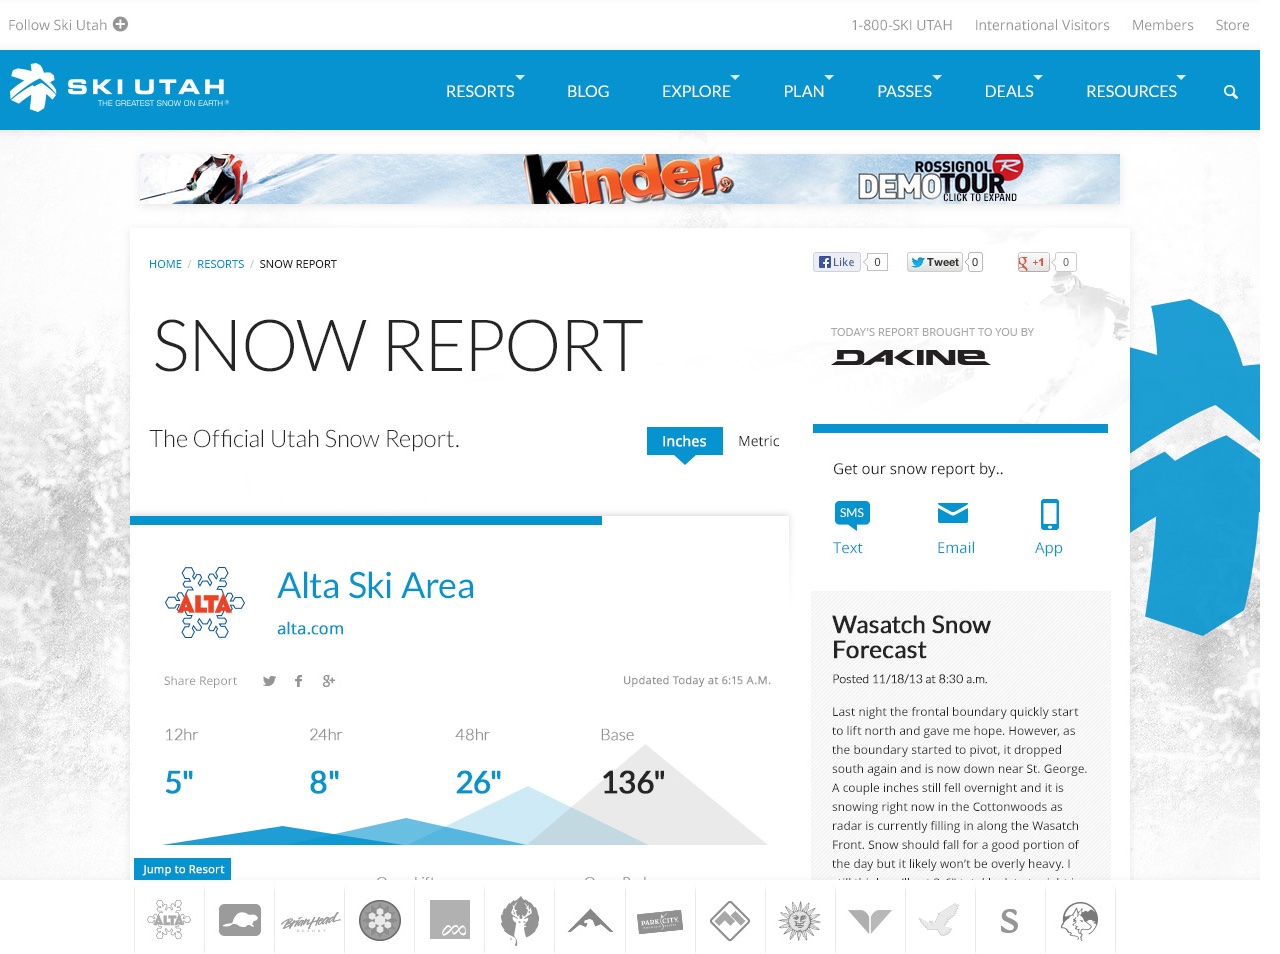 Follow Ski Utah
1-800-SKI UTAH
International Visitors
Members
Store
SKI UTAH
THE GREATEST SNOW ON EARTH®
RESORTS
BLOG
EXPLORE
PLAN
PASSES
DEALS
RESOURCES
Kinder
ROSSIGNOL
DEMOTOUR
CLICK TO EXPAND
HOME / RESORTS / SNOW REPORT
Like 0
Tweet 0
+1 0
SNOW REPORT
TODAY'S REPORT BROUGHT TO YOU BY
DAKINE
The Official Utah Snow Report.
Inches
Metric
Get our snow report by..
SMS
Text
Email
App
ALTA
Alta Ski Area
alta.com
Share Report
Updated Today at 6:15 A.M.
12hr
24hr
48hr
Base
5"
8"
26"
136"
Wasatch Snow
Forecast
Posted 11/18/13 at 8:30 a.m.
Last night the frontal boundary quickly start
to lift north and gave me hope. However, as
the boundary started to pivot, it dropped
south again and is now down near St. George.
A couple inches still fell overnight and it is
snowing right now in the Cottonwoods as
radar is currently filling in along the Wasatch
Front. Snow should fall for a good portion of
the day but it likely won't be overly heavy. I
Jump to Resort
ALTA
Brian Head
RESORT
PARK CITY
S